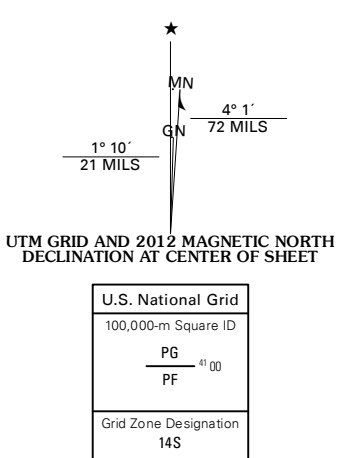 ★
MN
4° 1´
72 MILS
GN
1° 10´
21 MILS
UTM GRID AND 2012 MAGNETIC NORTH
DECLINATION AT CENTER OF SHEET
U.S. National Grid
100,000-m Square ID
PG
41 00
PF
Grid Zone Designation
14S